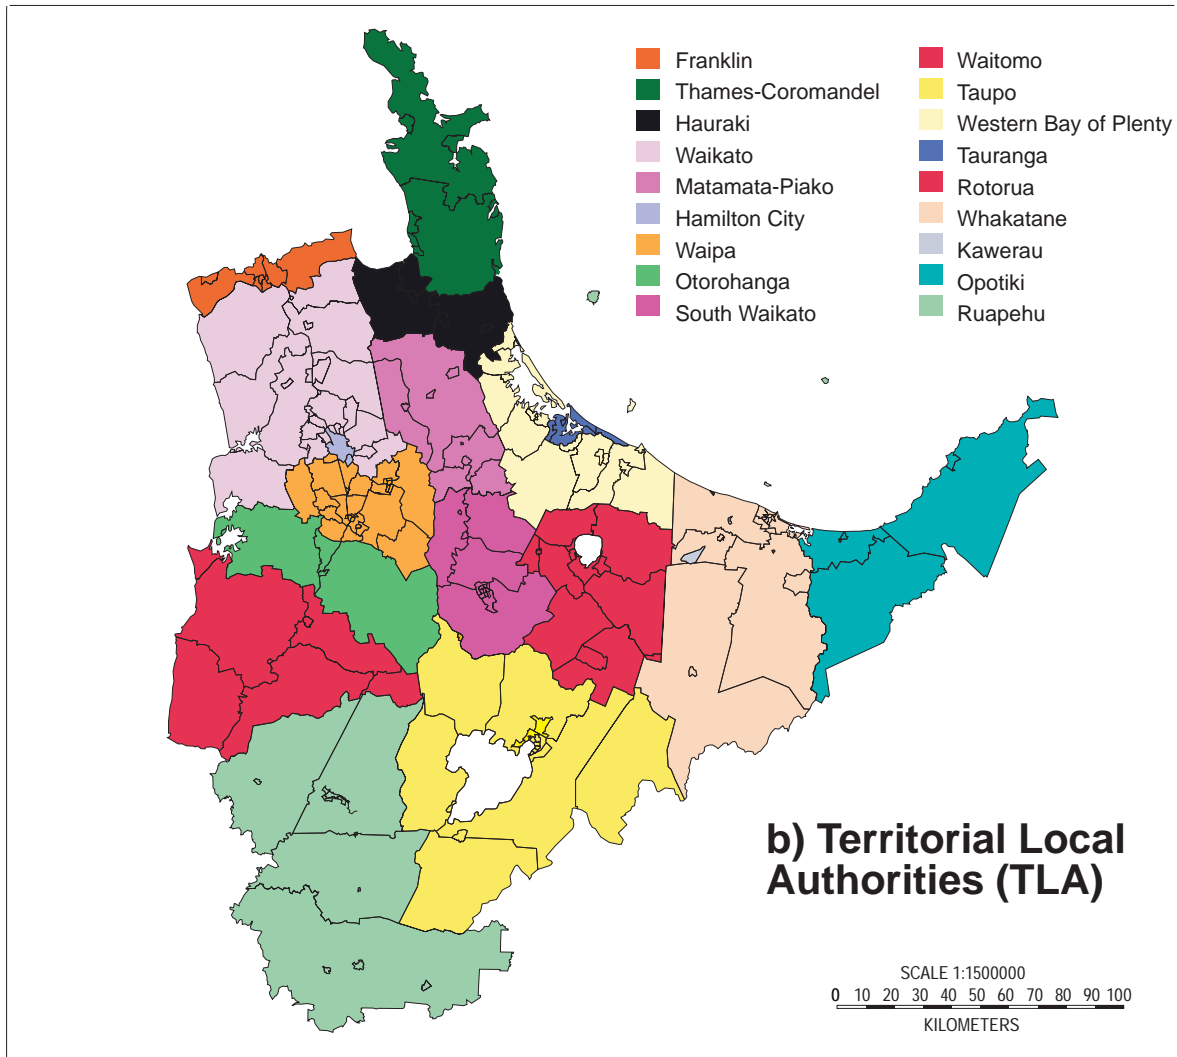 Franklin
Thames-Coromandel
Hauraki
Waikato
Matamata-Piako
Hamilton City
Waipa
Otorohanga
South Waikato
Waitomo
Taupo
Western Bay of Plenty
Tauranga
Rotorua
Whakatane
Kawerau
Opotiki
Ruapehu
b) Territorial Local
Authorities (TLA)
SCALE 1:1500000
0 10 20 30 40 50 60 70 80 90 100
KILOMETERS